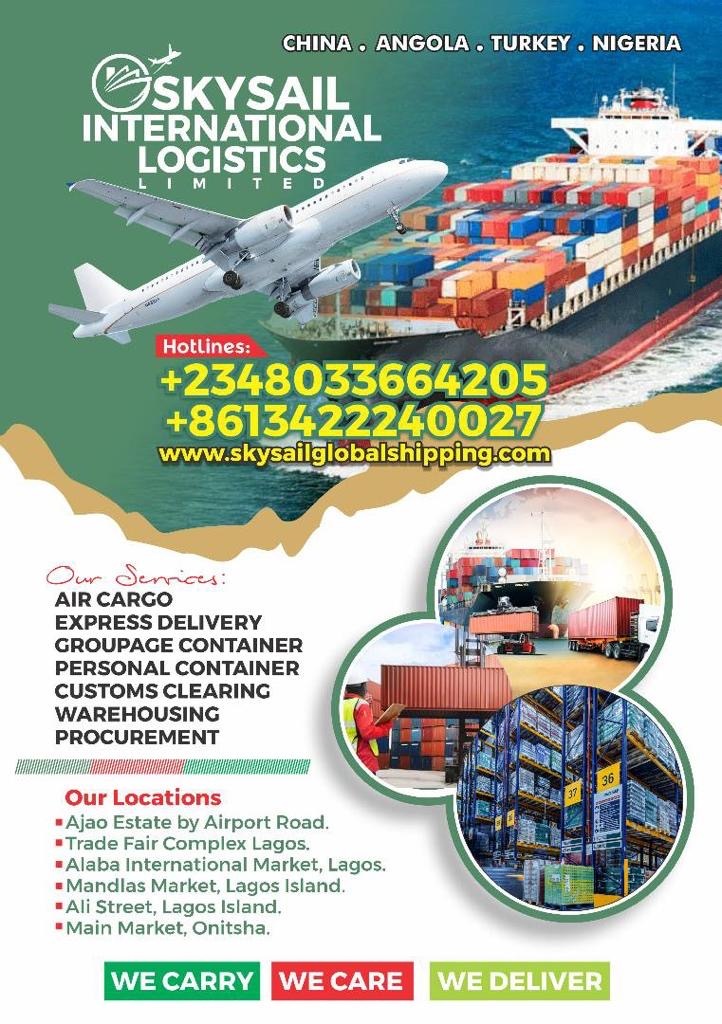 CHINA . ANGOLA . TURKEY . NIGERIA
SKYSAIL
INTERNATIONAL
LOGISTICS
LIMITED
Hotlines:
+2348033664205
+8613422240027
www.skysailglobalshipping.com
Our Services:
AIR CARGO
EXPRESS DELIVERY
GROUPAGE CONTAINER
PERSONAL CONTAINER
CUSTOMS CLEARING
WAREHOUSING
PROCUREMENT
37
36
Our Locations
Ajao Estate by Airport Road.
Trade Fair Complex Lagos.
Alaba International Market, Lagos.
Mandlas Market, Lagos Island.
Ali Street, Lagos Island.
Main Market, Onitsha.
WE CARRY WE CARE WE DELIVER